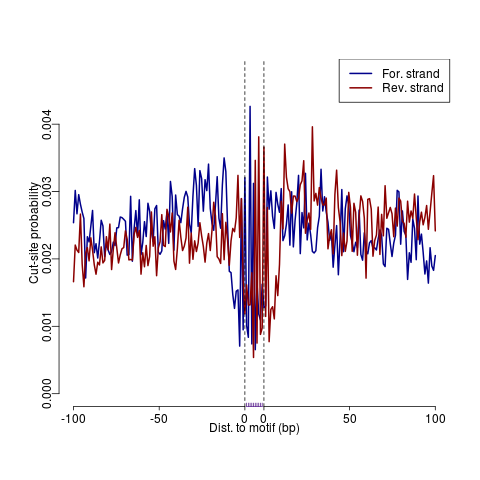 For. strand
Rev. strand
Cut-site probability
0.004
0.003
0.002
0.001
0.000
-100 -50 0 0 50 100
Dist. to motif (bp)